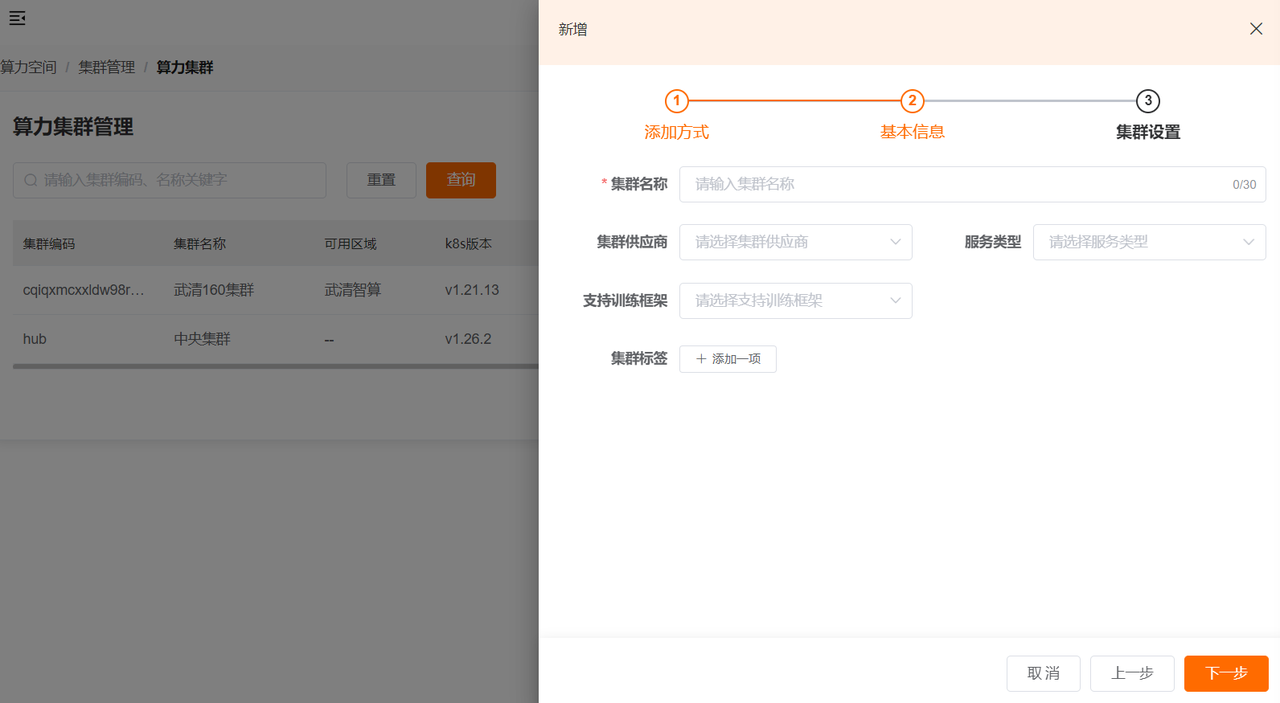 算力空间 / 集群管理 / 算力集群
算力集群管理
请输入集群编码、名称关键字
重置
查询
集群编码 集群名称 可用区域 k8s版本
cqiqxmcxxldw98r... 武清160集群 武清智算 v1.21.13
hub 中央集群 -- v1.26.2
新增
1 2 3
添加方式 基本信息 集群设置
* 集群名称 请输入集群名称 0/30
集群供应商 请选择集群供应商 服务类型 请选择服务类型
支持训练框架 请选择支持训练框架
集群标签 + 添加一项
取消 上一步 下一步